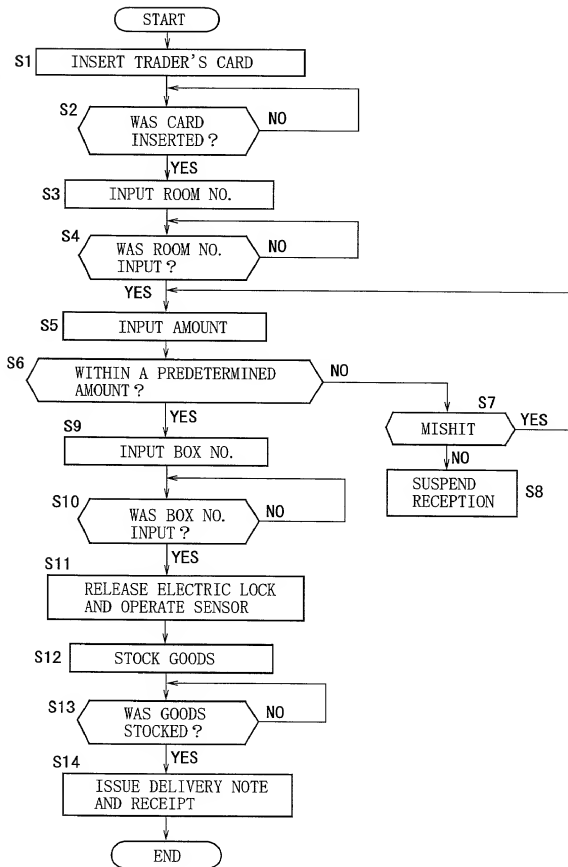 START
S1
INSERT TRADER'S CARD
S2
WAS CARD
INSERTED?
NO
YES
S3
INPUT ROOM NO.
S4
WAS ROOM NO.
INPUT?
NO
YES
S5
INPUT AMOUNT
S6
WITHIN A PREDETERMINED
AMOUNT?
NO
YES
S7
MISHIT
YES
NO
SUSPEND
RECEPTION
S8
S9
INPUT BOX NO.
S10
WAS BOX NO.
INPUT?
NO
YES
S11
RELEASE ELECTRIC LOCK
AND OPERATE SENSOR
S12
STOCK GOODS
S13
WAS GOODS
STOCKED?
NO
YES
S14
ISSUE DELIVERY NOTE
AND RECEIPT
END